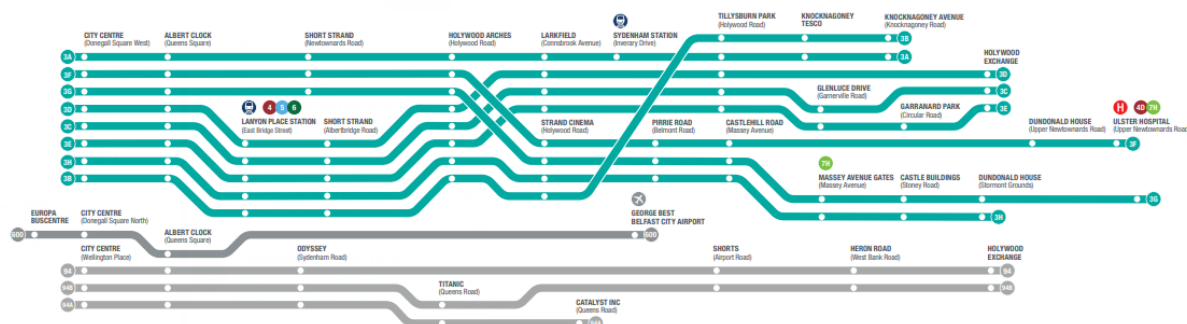 TILLYSBURN PARK
(Holywood Road)
KNOCKNAGONEY
TESCO
KNOCKNAGONEY AVENUE
(Knocknagoney Road)
CITY CENTRE
(Donegall Square West)
ALBERT CLOCK
(Queens Square)
SHORT STRAND
(Newtownards Road)
HOLYWOOD ARCHES
(Holywood Road)
LARKFIELD
(Connsbrook Avenue)
SYDENHAM STATION
(Inverary Drive)
3B
3A
3A
HOLYWOOD
EXCHANGE
3F
3D
3G
GLENLUCE DRIVE
(Garnerville Road)
3C
3D
4 5 6
GARRANARD PARK
(Circular Road)
3E
H 4D 7H
LANYON PLACE STATION
(East Bridge Street)
SHORT STRAND
(Albertbridge Road)
STRAND CINEMA
(Holywood Road)
PIRRIE ROAD
(Belmont Road)
CASTLEHILL ROAD
(Massey Avenue)
DUNDONALD HOUSE
(Upper Newtownards Road)
ULSTER HOSPITAL
(Upper Newtownards Road
3C
3E
3F
3H
7H
3B
MASSEY AVENUE GATES
(Massey Avenue)
CASTLE BUILDINGS
(Stoney Road)
DUNDONALD HOUSE
(Stormont Grounds)
3G
3H
EUROPA
BUSCENTRE
CITY CENTRE
(Donegall Square North)
GEORGE BEST
BELFAST CITY AIRPORT
600
ALBERT CLOCK
(Queens Square)
600
CITY CENTRE
(Wellington Place)
ODYSSEY
(Sydenham Road)
SHORTS
(Airport Road)
HERON ROAD
(West Bank Road)
HOLYWOOD
EXCHANGE
94
94
94B
TITANIC
(Queens Road)
94B
94A
CATALYST INC
(Queens Road)